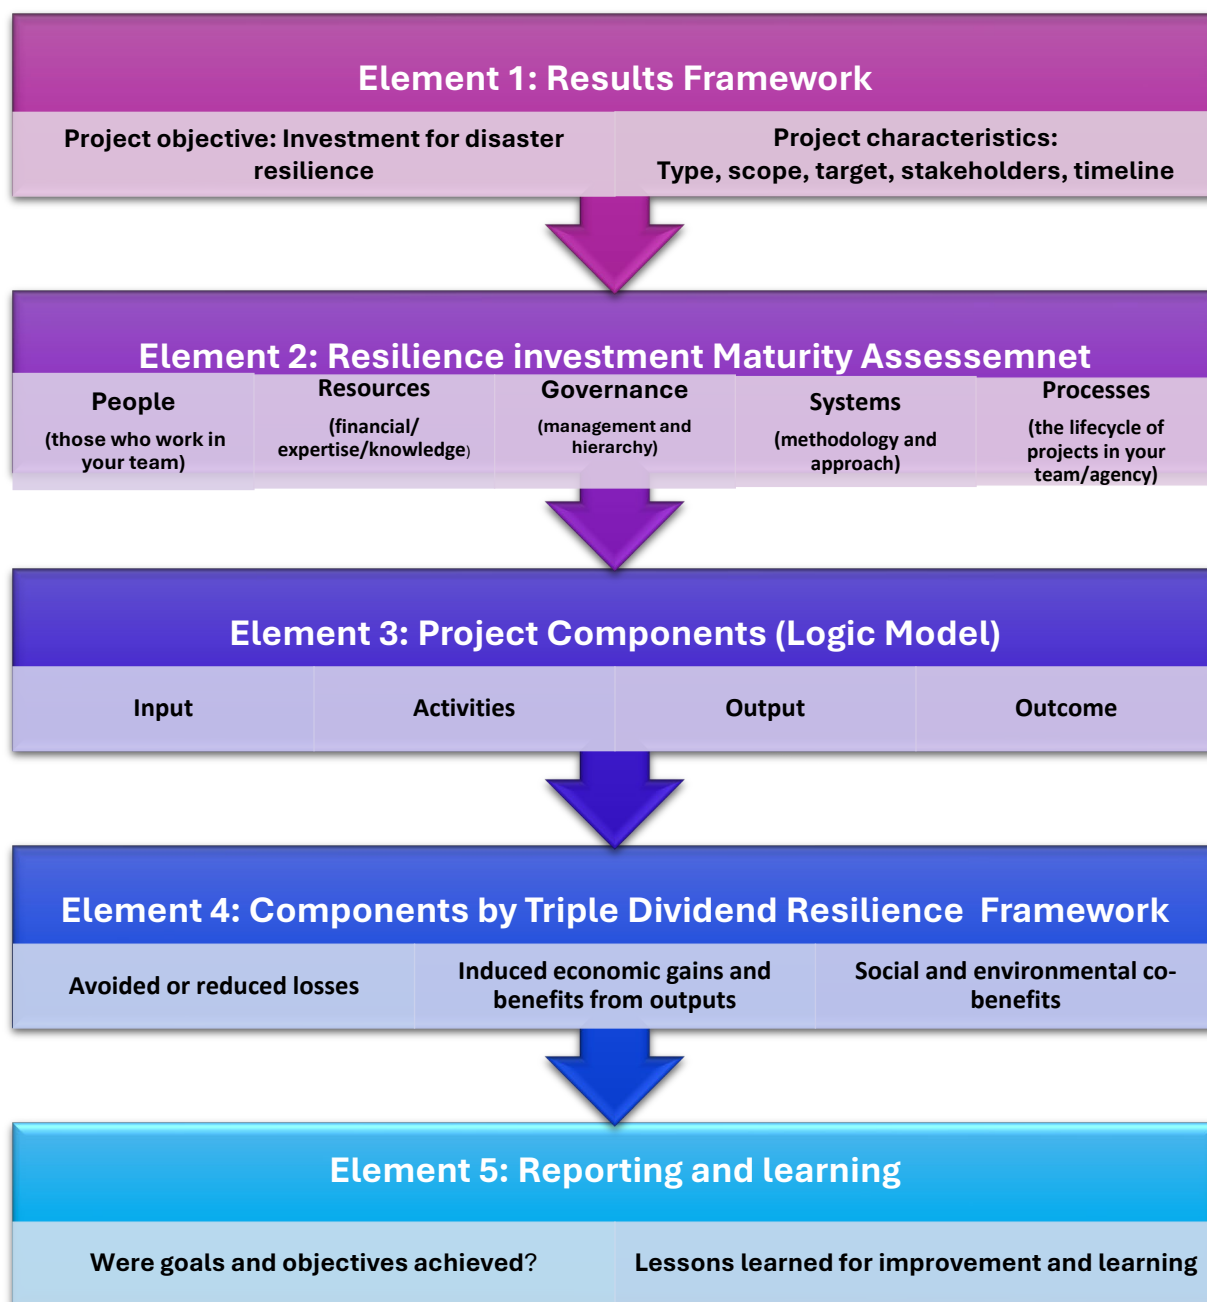 Element 1: Results Framework
Project objective: Investment for disaster
resilience
Project characteristics:
Type, scope, target, stakeholders, timeline
Element 2: Resilience investment Maturity Assessemnet
People
(those who work in
your team)
Resources
(financial/
expertise/knowledge)
Governance
(management and
hierarchy)
Systems
(methodology and
approach)
Processes
(the lifecycle of
projects in your
team/agency)
Element 3: Project Components (Logic Model)
Input
Activities
Output
Outcome
Element 4: Components by Triple Dividend Resilience Framework
Avoided or reduced losses
Induced economic gains and
benefits from outputs
Social and environmental co-
benefits
Element 5: Reporting and learning
Were goals and objectives achieved?
Lessons learned for improvement and learning